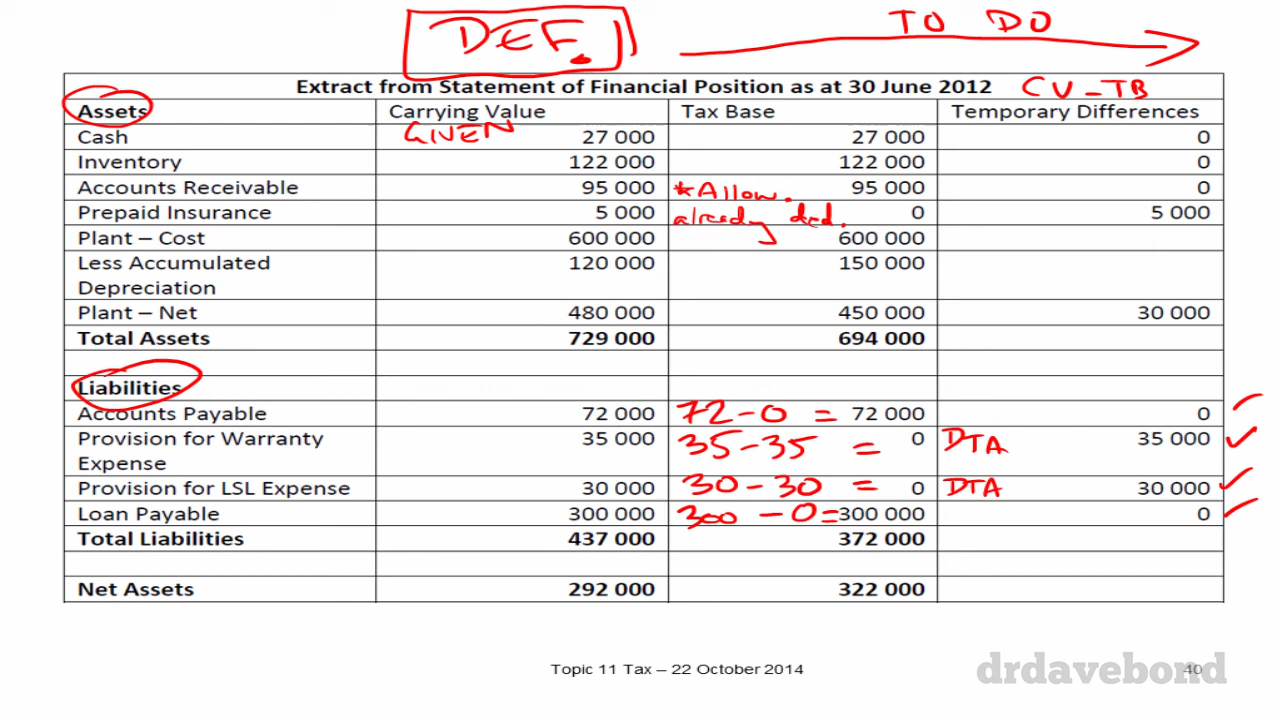 DEF.
TO DO
Extract from Statement of Financial Position as at 30 June 2012 CV-TB
Assets Carrying Value Tax Base Temporary Differences
GIVEN
Cash 27 000 27 000 0
Inventory 122 000 122 000 0
Accounts Receivable 95 000 *Allow. 95 000 0
Prepaid Insurance 5 000 already ded. 0 5 000
Plant – Cost 600 000 600 000
Less Accumulated 120 000 150 000
Depreciation
Plant – Net 480 000 450 000 30 000
Total Assets 729 000 694 000
Liabilities
Accounts Payable 72 000 72-0 = 72 000 0
Provision for Warranty 35 000 35-35 = 0 DTA 35 000
Expense
Provision for LSL Expense 30 000 30-30 = 0 DTA 30 000
Loan Payable 300 000 300 -0= 300 000 0
Total Liabilities 437 000 372 000
Net Assets 292 000 322 000
Topic 11 Tax – 22 October 2014
drdavebond
40